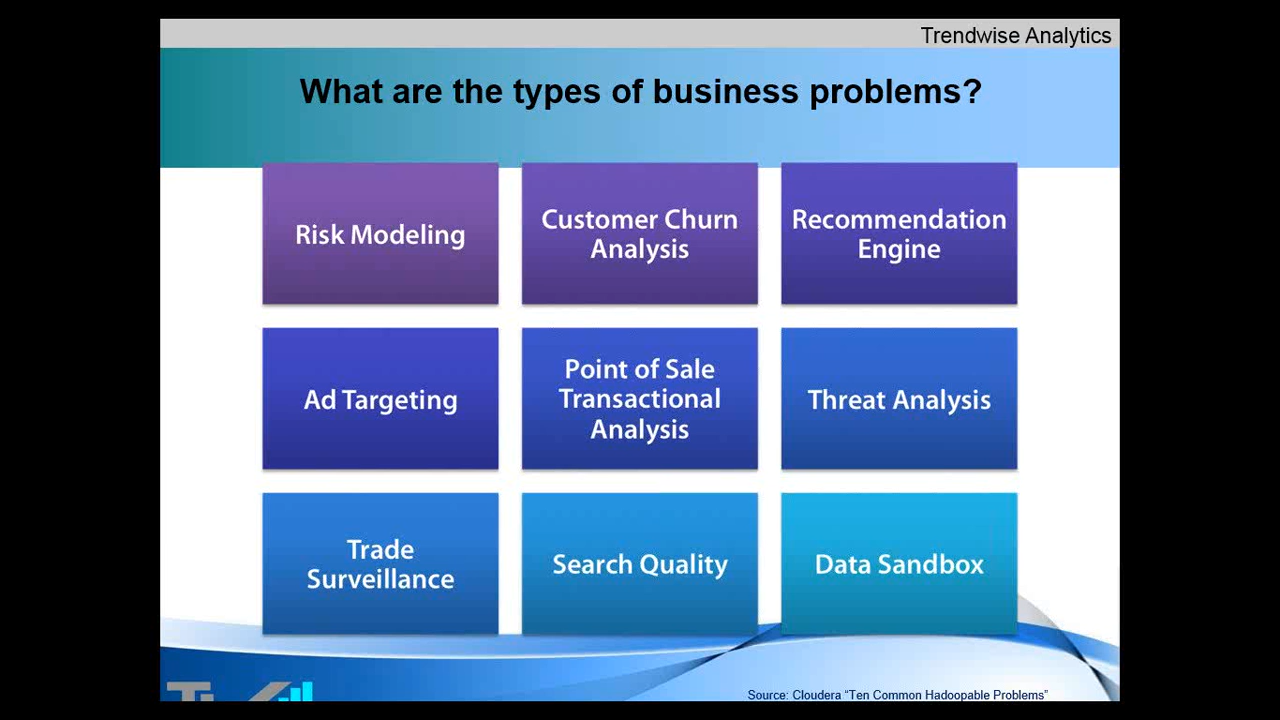 Trendwise Analytics
What are the types of business problems?
Risk Modeling
Customer Churn
Analysis
Recommendation
Engine
Ad Targeting
Point of Sale
Transactional
Analysis
Threat Analysis
Trade
Surveillance
Search Quality
Data Sandbox
Source: Cloudera “Ten Common Hadoopable Problems”